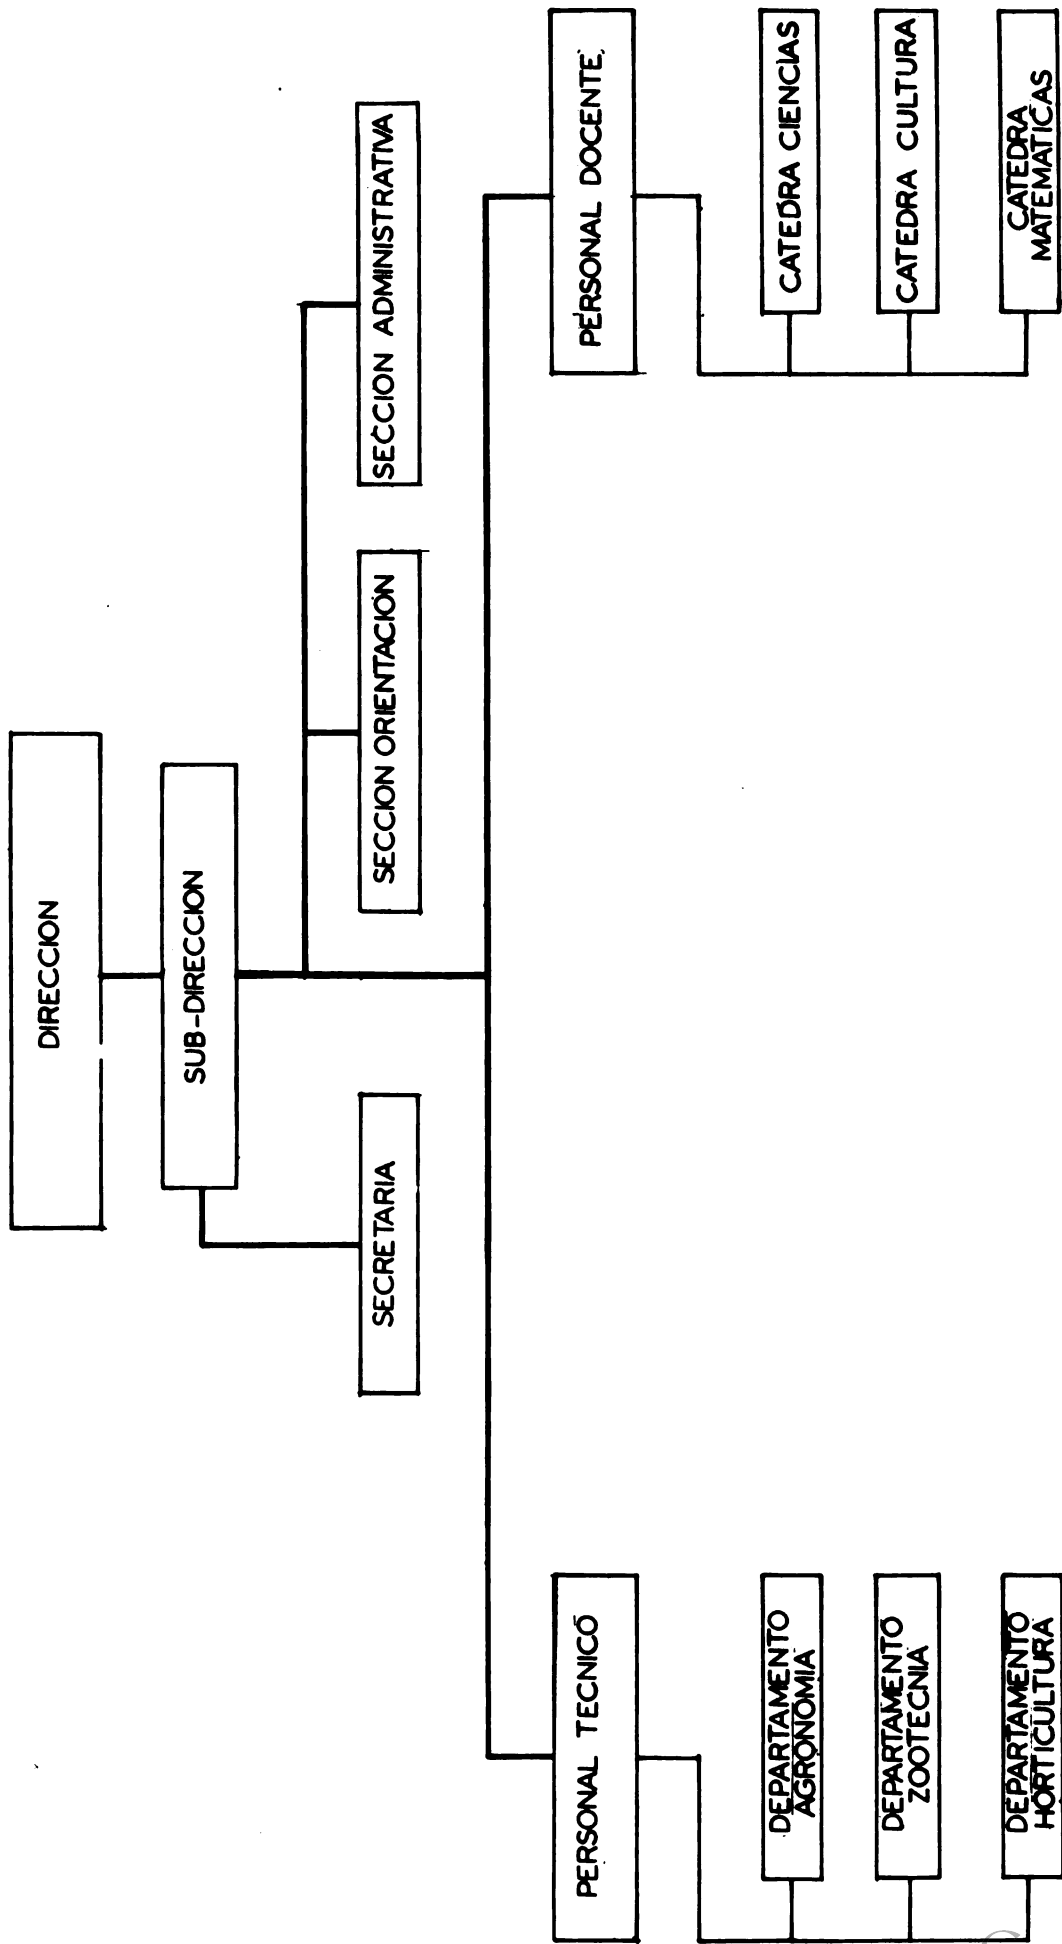 DIRECCION
SUB-DIRECCION
SECRETARIA
SECCION ORIENTACION
SECCION ADMINISTRATIVA
PERSONAL TECNICO
DEPARTAMENTO
AGRONOMIA
DEPARTAMENTO
ZOOTECNIA
DEPARTAMENTO
HORTICULTURA
PERSONAL DOCENTE
CATEDRA CIENCIAS
CATEDRA CULTURA
CATEDRA
MATEMATICAS